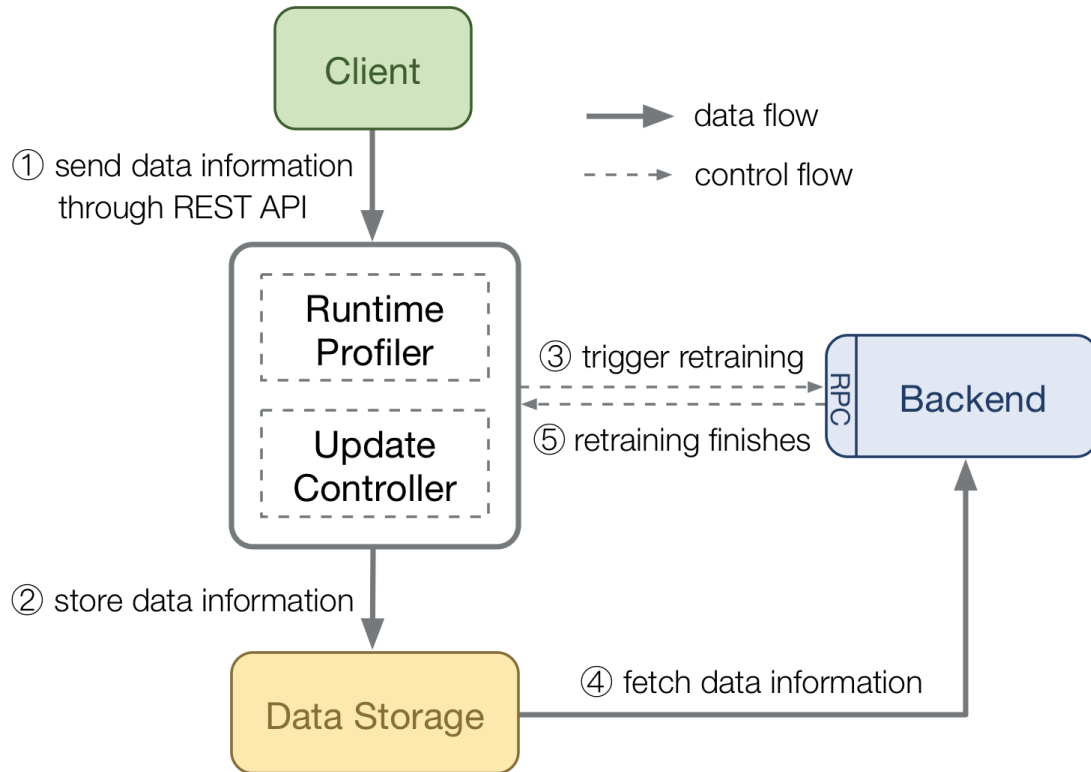 Client
data flow
control flow
① send data information
through REST API
Runtime
Profiler
Update
Controller
③ trigger retraining
⑤ retraining finishes
RPC
Backend
② store data information
Data Storage
④ fetch data information